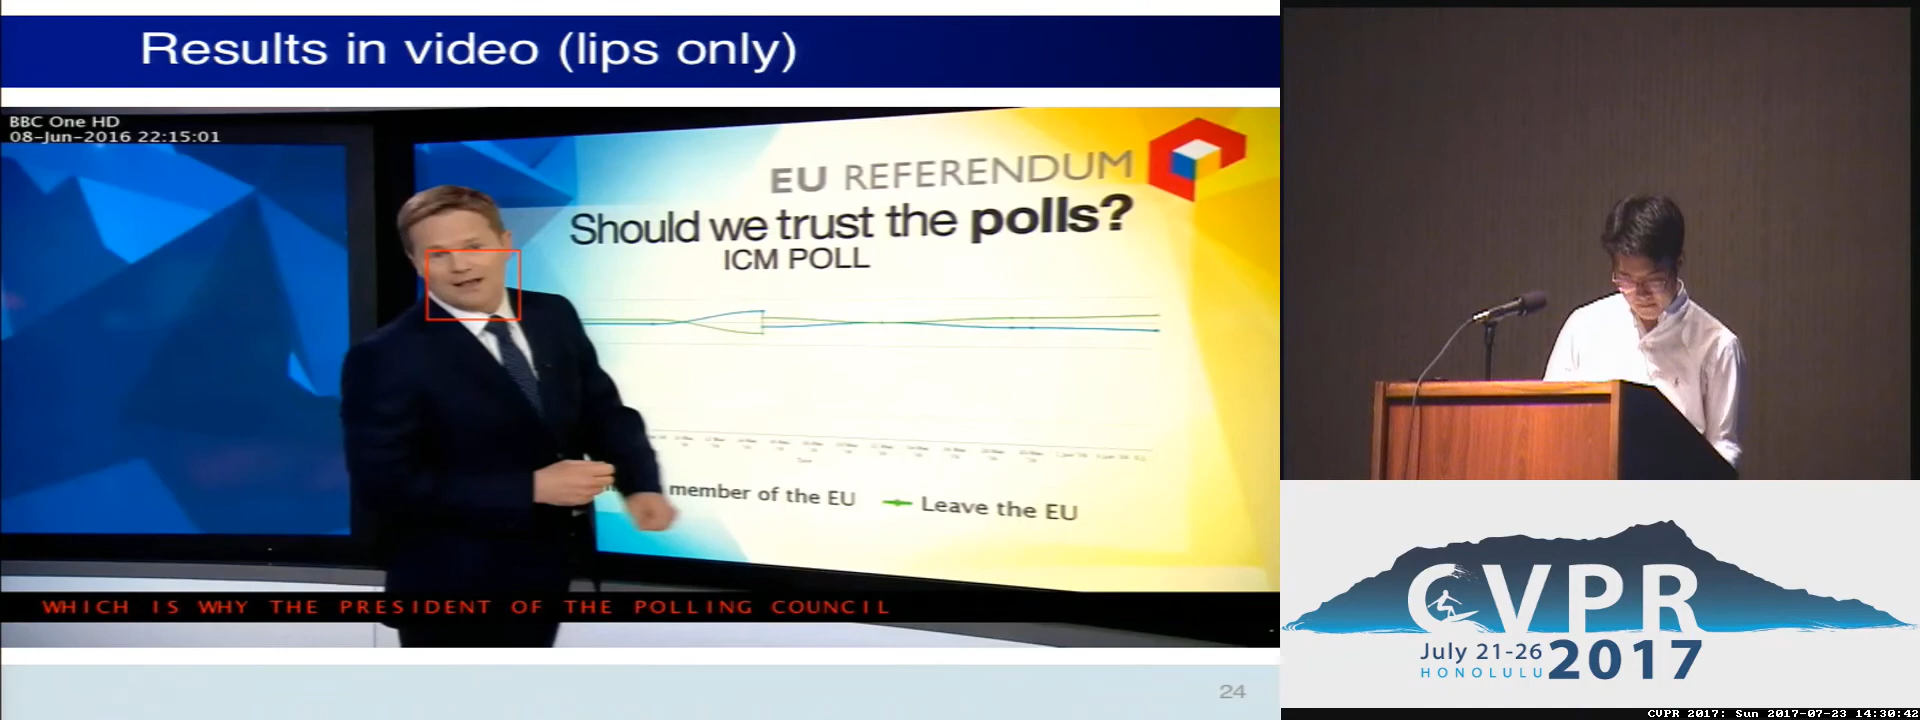 Results in video (lips only)
BBC One HD
08-Jun-2016 22:15:01
EU REFERENDUM
Should we trust the polls?
ICM POLL
member of the EU
Leave the EU
WHICH IS WHY THE PRESIDENT OF THE POLLING COUNCIL
24
CVPR
July 21-26
HONOLULU
2017
CVPR 2017: Sun 2017-07-23 14:30:42